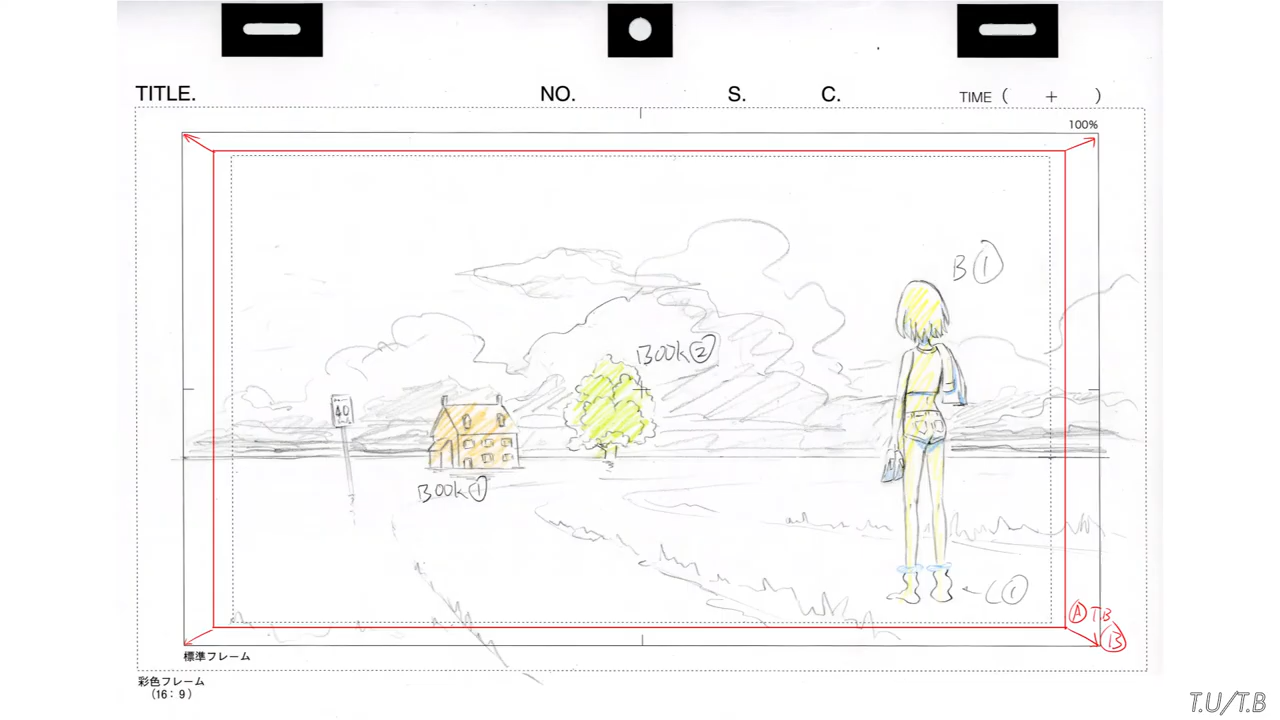 TITLE. NO. S. C. TIME ( + )
100%
B①
BOOK②
40
BOOK①
C①
Ⓐ T.B
Ⓑ
標準フレーム
彩色フレーム
(16:9)
T.U/T.B